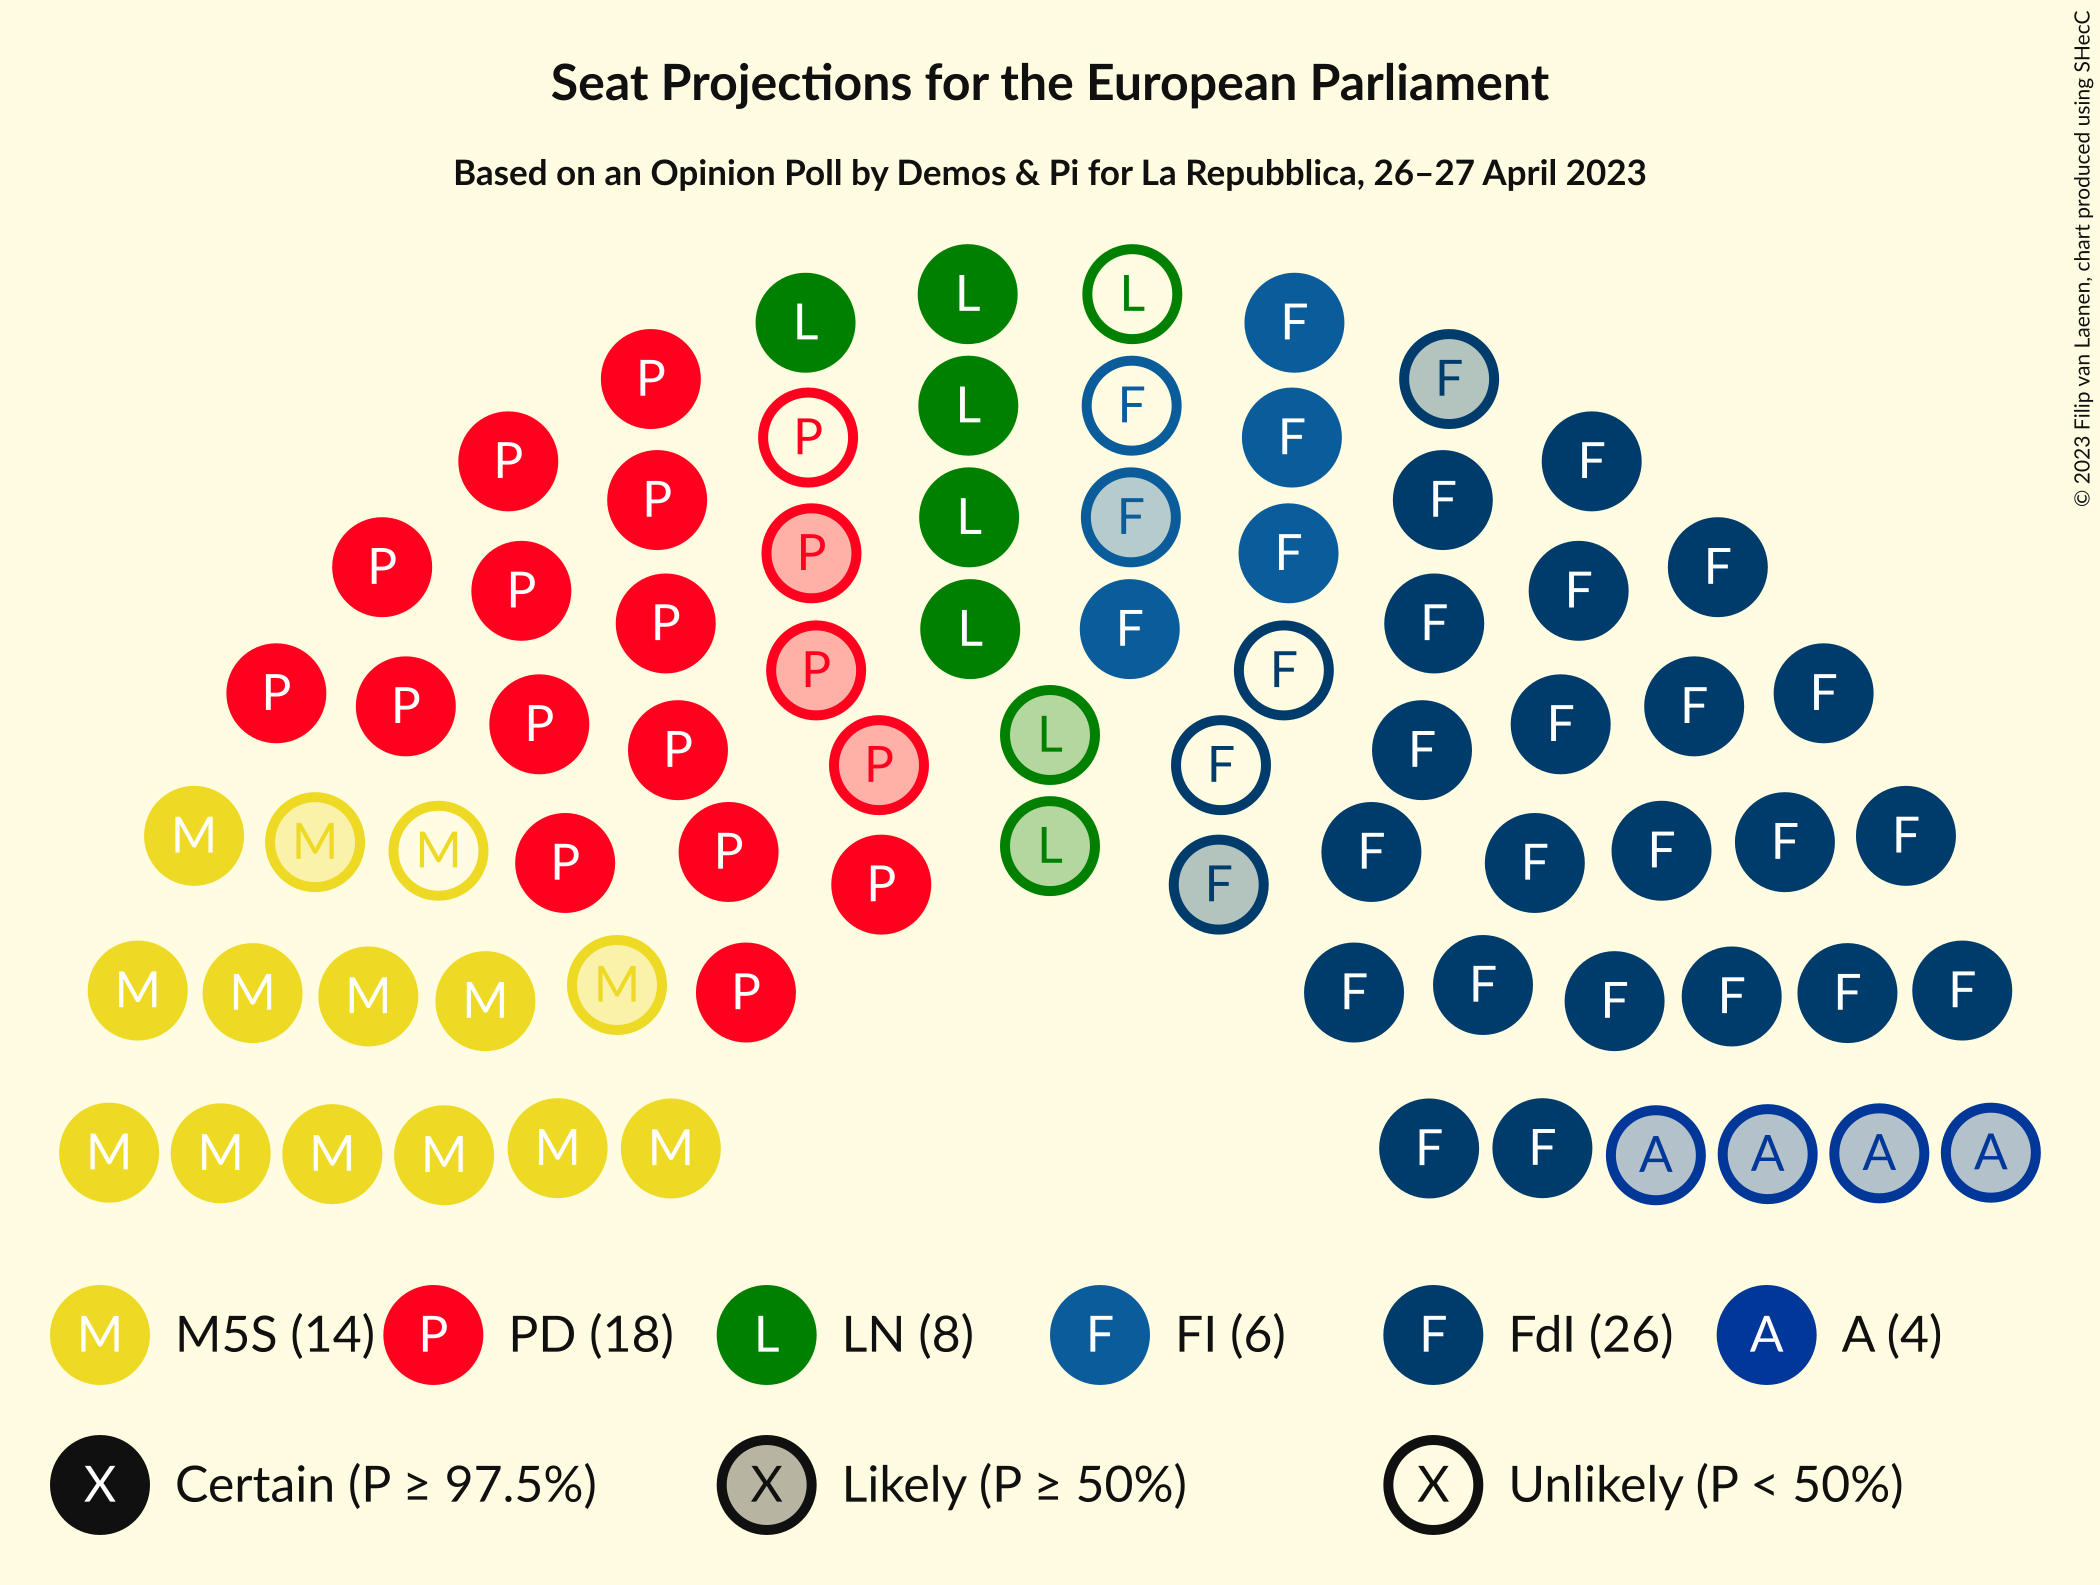 Seat Projections for the European Parliament
Based on an Opinion Poll by Demos & Pi for La Repubblica, 26–27 April 2023
© 2023 Filip van Laenen, chart produced using SHecC
L L
L F
P L F F
P L F F
P P L F F F
P P P L F F F F
P P P F F F
P P L F F
P P P P F F F F
P L F
M M M P P P L F F F F F F
M M M M M P F F F F F F
M M M M M M F F A A A A
M M5S (14) P PD (18) L LN (8) F FI (6) F FdI (26) A A (4)
X Certain (P ≥ 97.5%) X Likely (P ≥ 50%) X Unlikely (P < 50%)